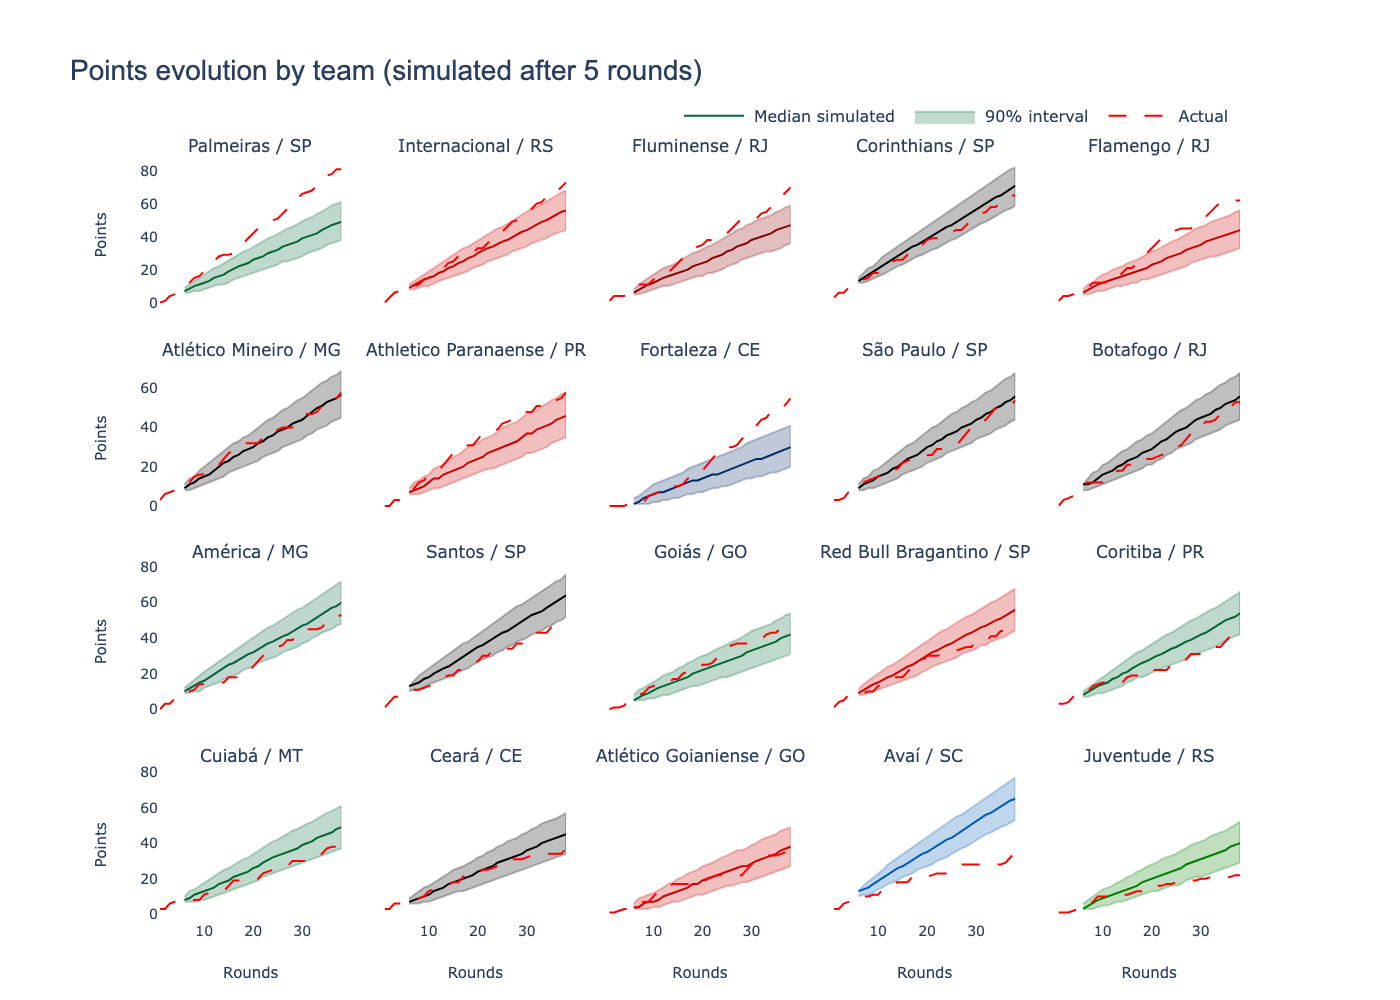 Points evolution by team (simulated after 5 rounds)
Median simulated 90% interval Actual
Palmeiras / SP Internacional / RS Fluminense / RJ Corinthians / SP Flamengo / RJ
80
60
40
20
0
Points
Atlético Mineiro / MG Athletico Paranaense / PR Fortaleza / CE São Paulo / SP Botafogo / RJ
60
40
20
0
Points
América / MG Santos / SP Goiás / GO Red Bull Bragantino / SP Coritiba / PR
80
60
40
20
0
Points
Cuiabá / MT Ceará / CE Atlético Goianiense / GO Avaí / SC Juventude / RS
80
60
40
20
0
Points
10 20 30 10 20 30 10 20 30 10 20 30 10 20 30
Rounds Rounds Rounds Rounds Rounds